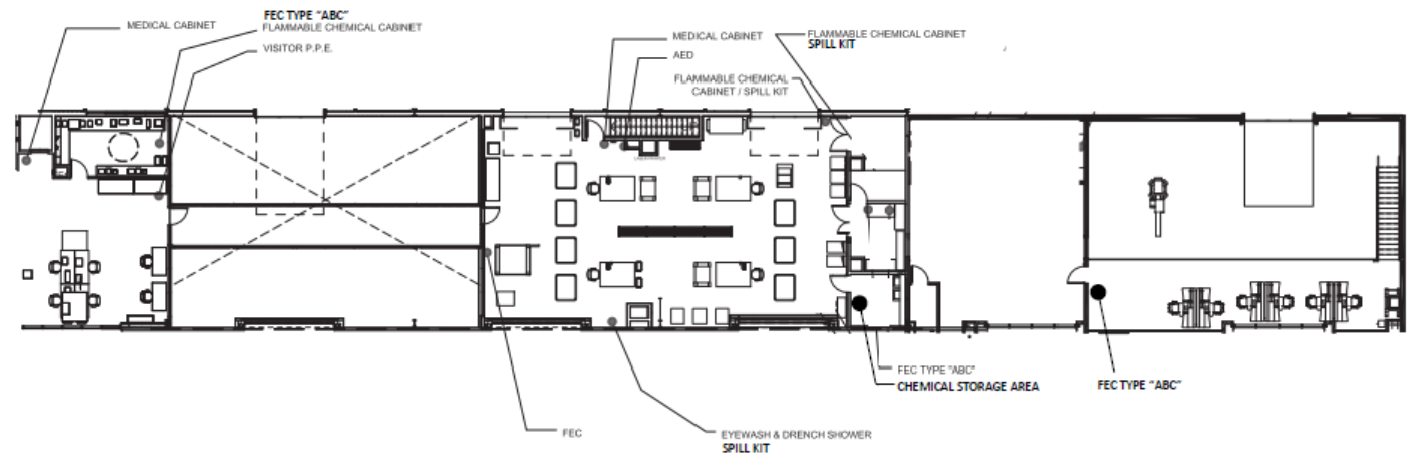 FEC TYPE “ABC”
MEDICAL CABINET
FLAMMABLE CHEMICAL CABINET
VISITOR P.P.E.
MEDICAL CABINET
AED
FLAMMABLE CHEMICAL CABINET
SPILL KIT
FLAMMABLE CHEMICAL
CABINET / SPILL KIT
FEC TYPE "ABC"
CHEMICAL STORAGE AREA
FEC TYPE “ABC”
FEC
EYEWASH & DRENCH SHOWER
SPILL KIT